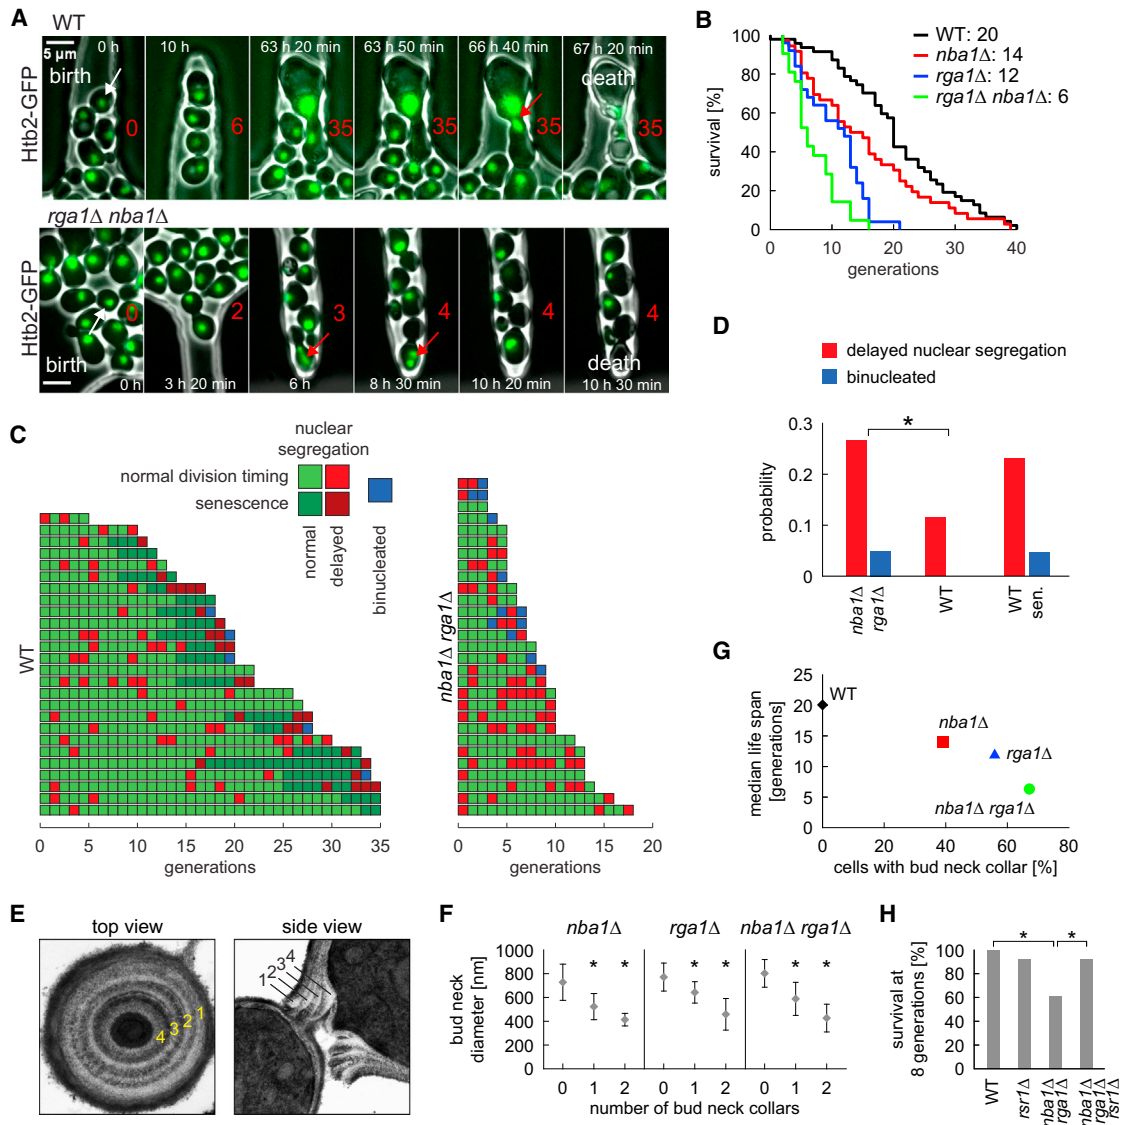 A
WT
Htb2-GFP
5 µm
0 h
birth
0
10 h
6
63 h 20 min
35
63 h 50 min
35
66 h 40 min
35
67 h 20 min
death
35
rga1Δ nba1Δ
Htb2-GFP
0
birth
0 h
2
3 h 20 min
3
6 h
4
8 h 30 min
4
10 h 20 min
4
death
10 h 30 min
B
survival [%]
100
80
60
40
20
0
0 10 20 30 40
generations
WT: 20
nba1Δ: 14
rga1Δ: 12
rga1Δ nba1Δ: 6
C
nuclear
segregation
normal division timing
senescence
normal
delayed
binucleated
WT
0 5 10 15 20 25 30 35
generations
nba1Δ rga1Δ
0 5 10 15 20
generations
D
delayed nuclear segregation
binucleated
probability
0.3
0.2
0.1
0
*
nba1Δ
rga1Δ
WT
WT
sen.
E
top view
1
2
3
4
side view
1234
F
nba1Δ rga1Δ nba1Δ rga1Δ
bud neck
diameter [nm]
1000
800
600
400
200
0
* * * * * *
0 1 2 0 1 2 0 1 2
number of bud neck collars
G
median life span
[generations]
25
20
15
10
5
0
WT
nba1Δ
rga1Δ
nba1Δ rga1Δ
0 20 40 60 80
cells with bud neck collar [%]
H
survival at
8 generations [%]
100
80
60
40
20
0
* *
WT
rsr1Δ
nba1Δ
rga1Δ
nba1Δ
rga1Δ
rsr1Δ